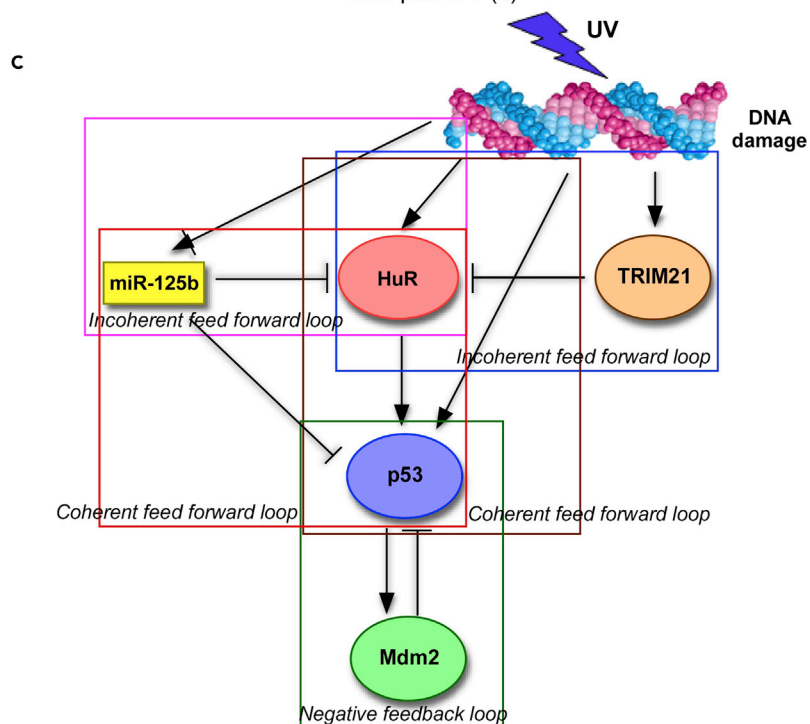 UV
c
DNA
damage
miR-125b
HuR
TRIM21
Incoherent feed forward loop
Incoherent feed forward loop
p53
Coherent feed forward loop
Coherent feed forward loop
Mdm2
Negative feedback loop